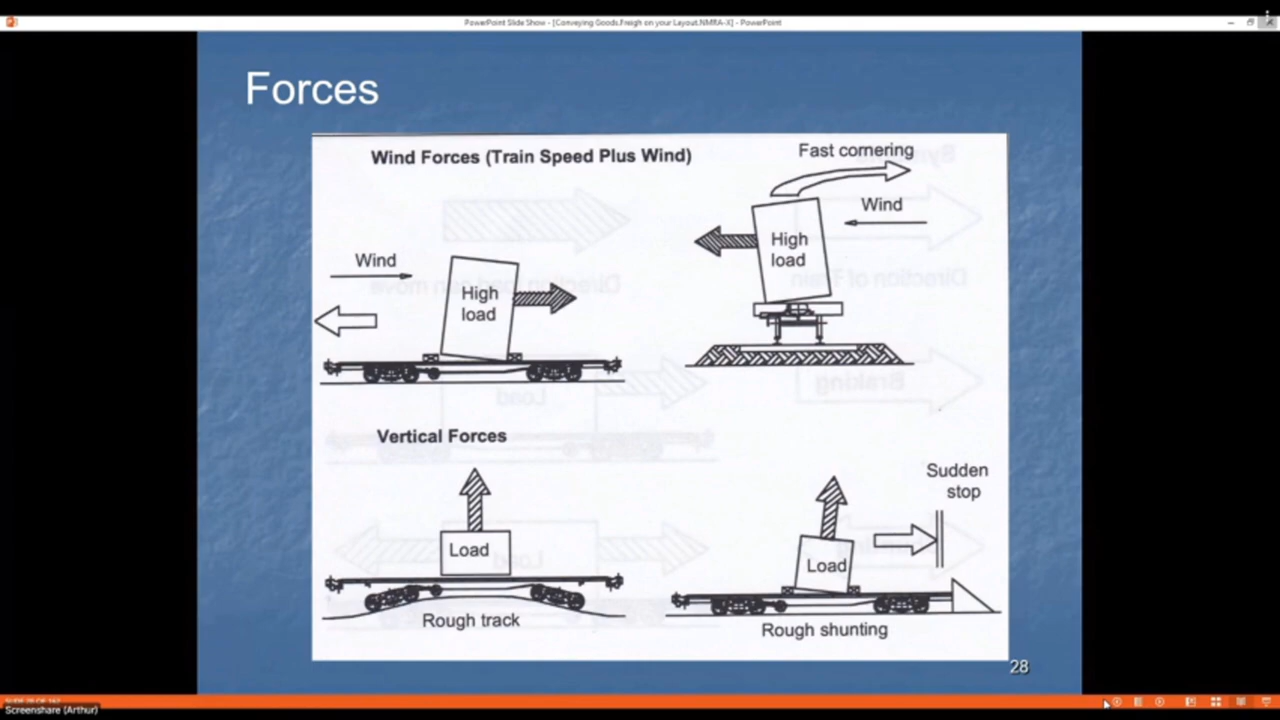 PowerPoint Slide Show - [Conveying Goods.Freigh on your Layout.NMRA-X] - PowerPoint
Forces
Wind Forces (Train Speed Plus Wind)
Fast cornering
Wind
High
load
Wind
High
load
Vertical Forces
Sudden
stop
Load
Load
Rough track
Rough shunting
28
Screenshare (Arthur)